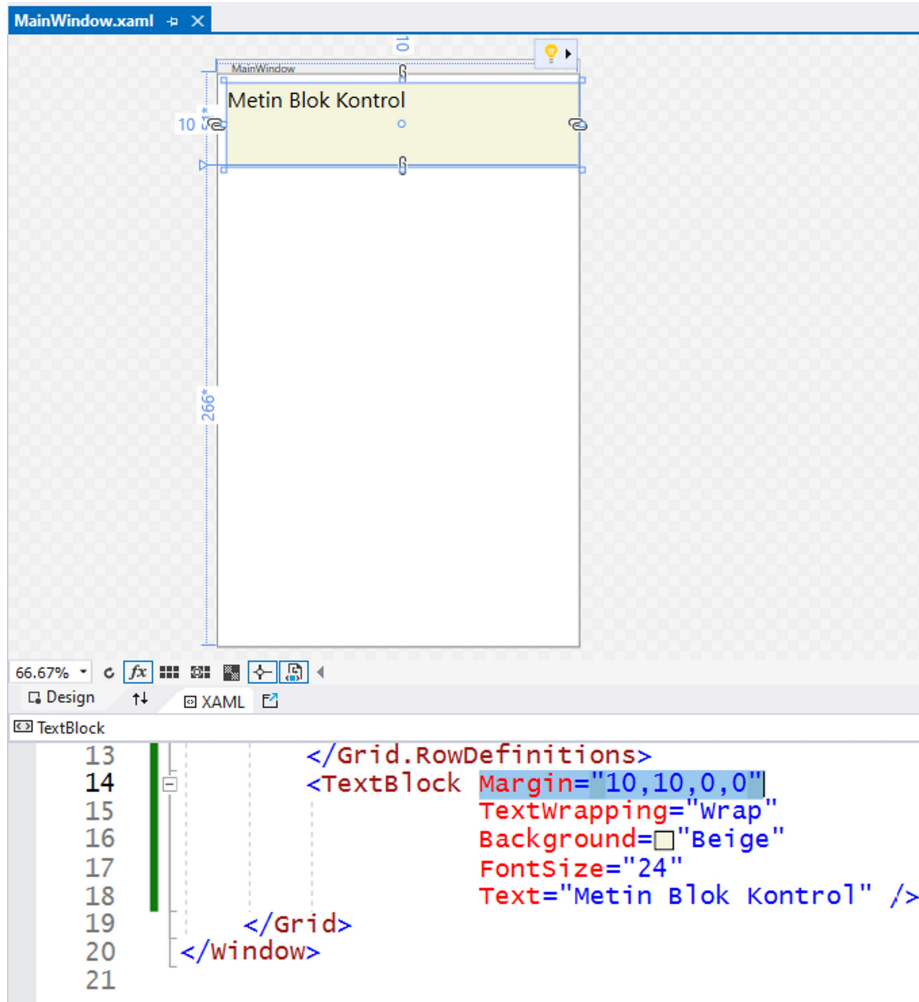 MainWindow.xaml
10
MainWindow
Metin Blok Kontrol
10
51*
266*
66.67%
fx
Design
XAML
TextBlock
13 </Grid.RowDefinitions>
14 <TextBlock Margin="10,10,0,0"
15 TextWrapping="Wrap"
16 Background="Beige"
17 FontSize="24"
18 Text="Metin Blok Kontrol" />
19 </Grid>
20 </Window>
21